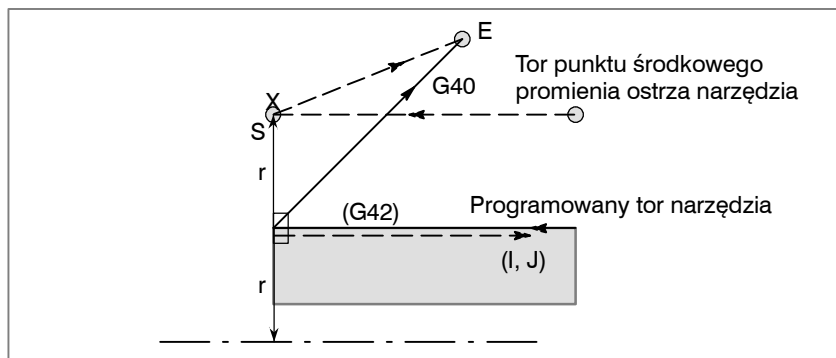 E
Tor punktu środkowego
promienia ostrza narzędzia
G40
X
S
r
(G42)
Programowany tor narzędzia
(I, J)
r